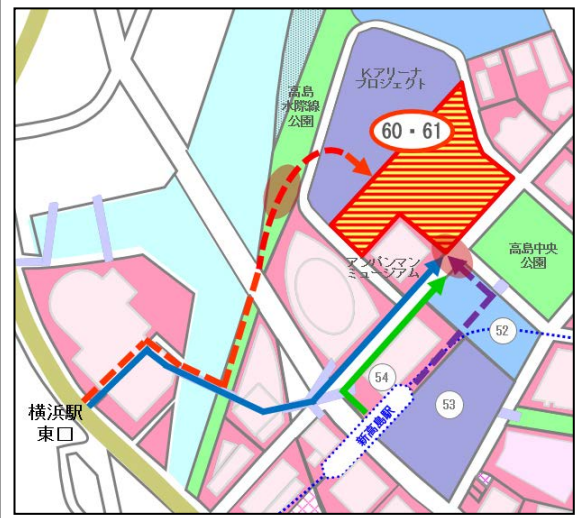 Kアリーナ
プロジェクト
高島
水際線
公園
60・61
アンパンマン
ミュージアム
高島中央
公園
52
54
53
新高島駅
横浜駅
東口